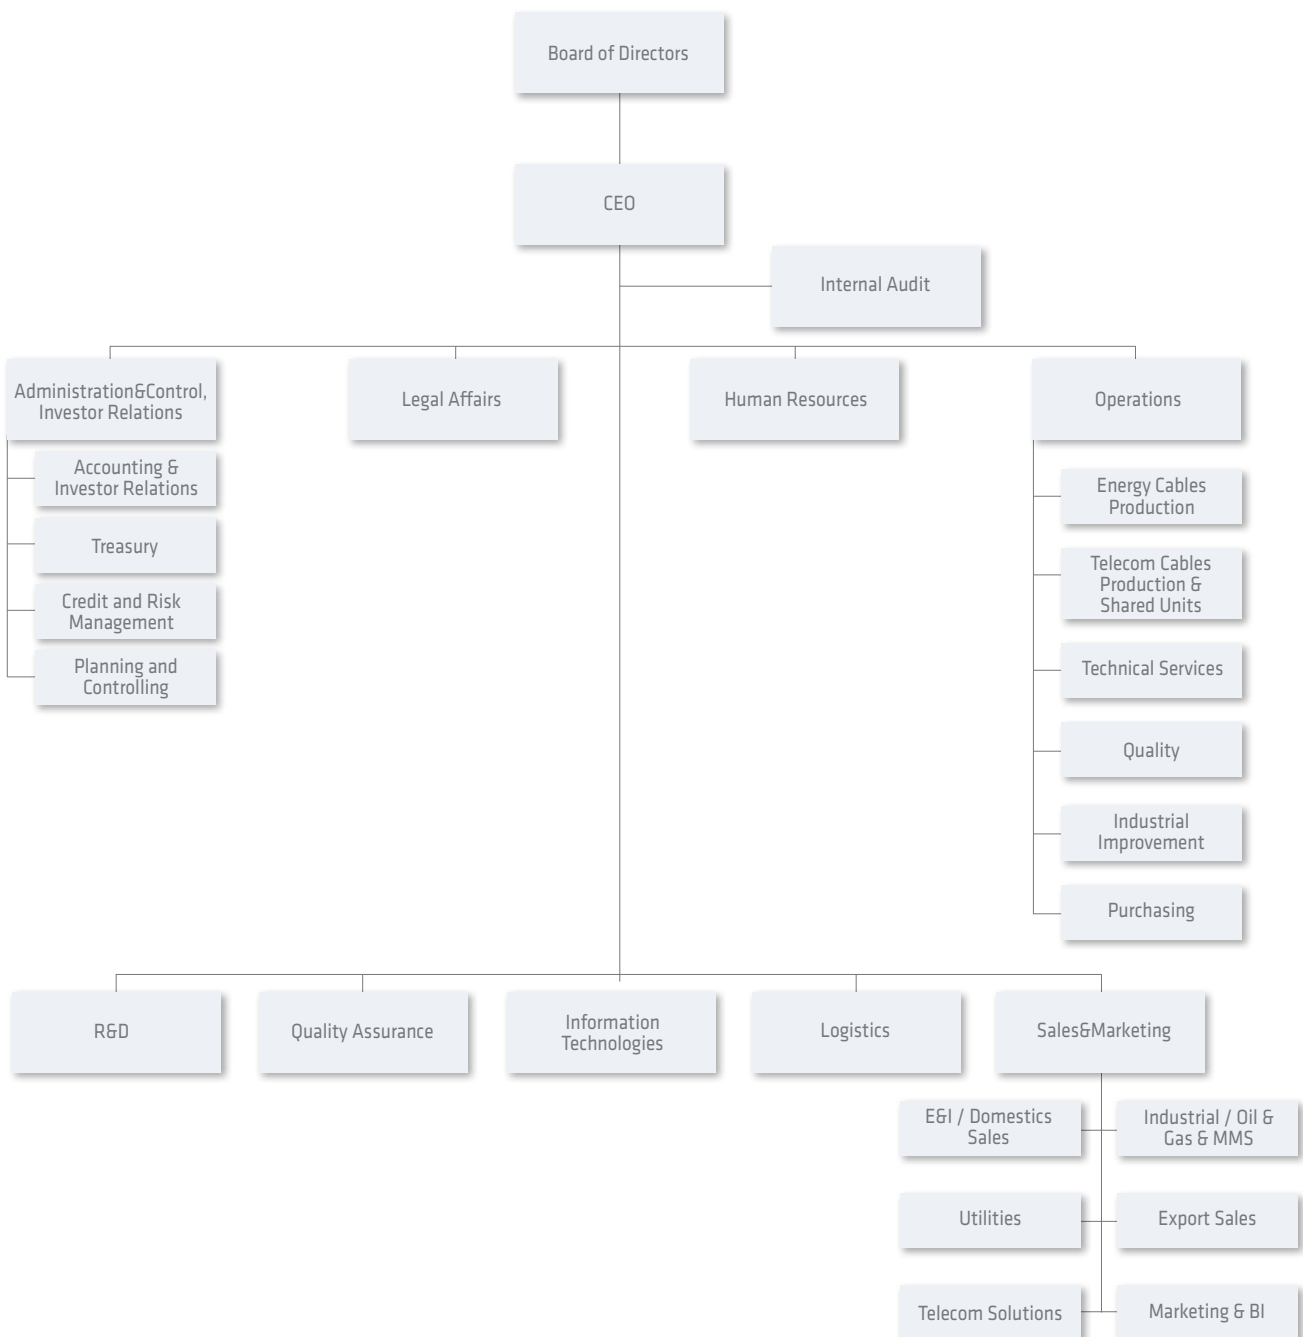 Board of Directors
CEO
Internal Audit
Administration&Control,
Investor Relations
Legal Affairs
Human Resources
Operations
Accounting &
Investor Relations
Treasury
Credit and Risk
Management
Planning and
Controlling
Energy Cables
Production
Telecom Cables
Production &
Shared Units
Technical Services
Quality
Industrial
Improvement
Purchasing
R&D
Quality Assurance
Information
Technologies
Logistics
Sales&Marketing
E&I / Domestics
Sales
Industrial / Oil &
Gas & MMS
Utilities
Export Sales
Telecom Solutions
Marketing & BI